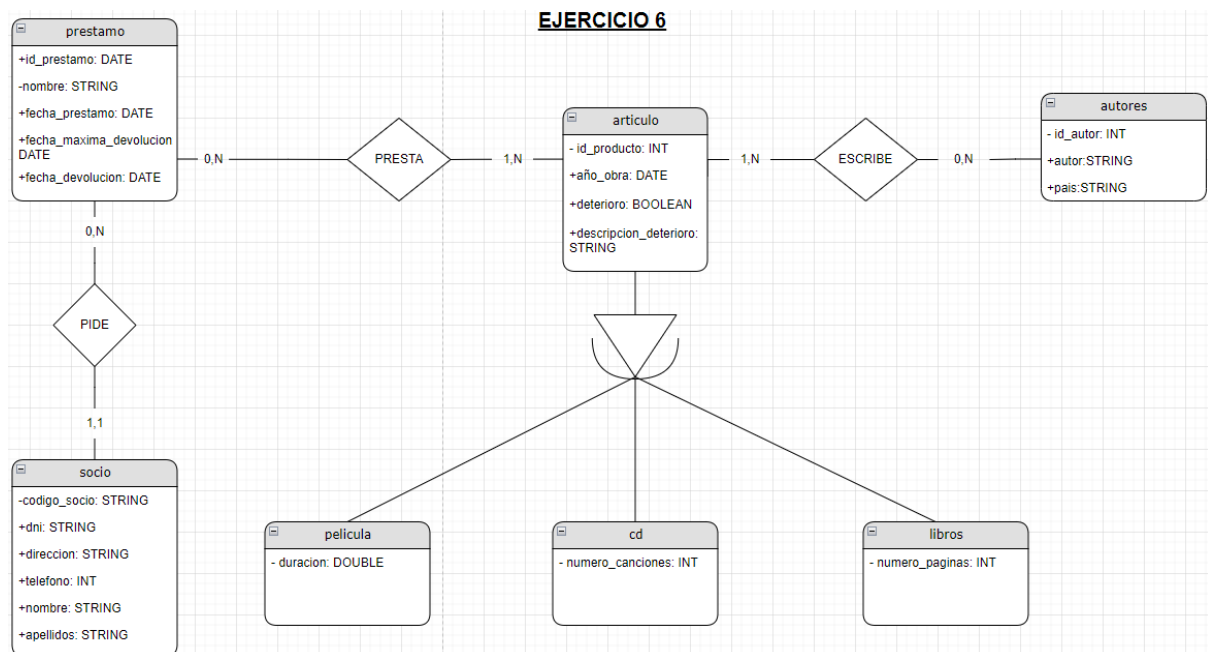 EJERCICIO 6
prestamo
+id_prestamo: DATE
-nombre: STRING
+fecha_prestamo: DATE
+fecha_maxima_devolucion
DATE
+fecha_devolucion: DATE
0,N
PRESTA
1,N
articulo
- id_producto: INT
+año_obra: DATE
+deterioro: BOOLEAN
+descripcion_deterioro:
STRING
1,N
ESCRIBE
0,N
autores
- id_autor: INT
+autor:STRING
+pais:STRING
0,N
PIDE
1,1
socio
-codigo_socio: STRING
+dni: STRING
+direccion: STRING
+telefono: INT
+nombre: STRING
+apellidos: STRING
pelicula
- duracion: DOUBLE
cd
- numero_canciones: INT
libros
- numero_paginas: INT